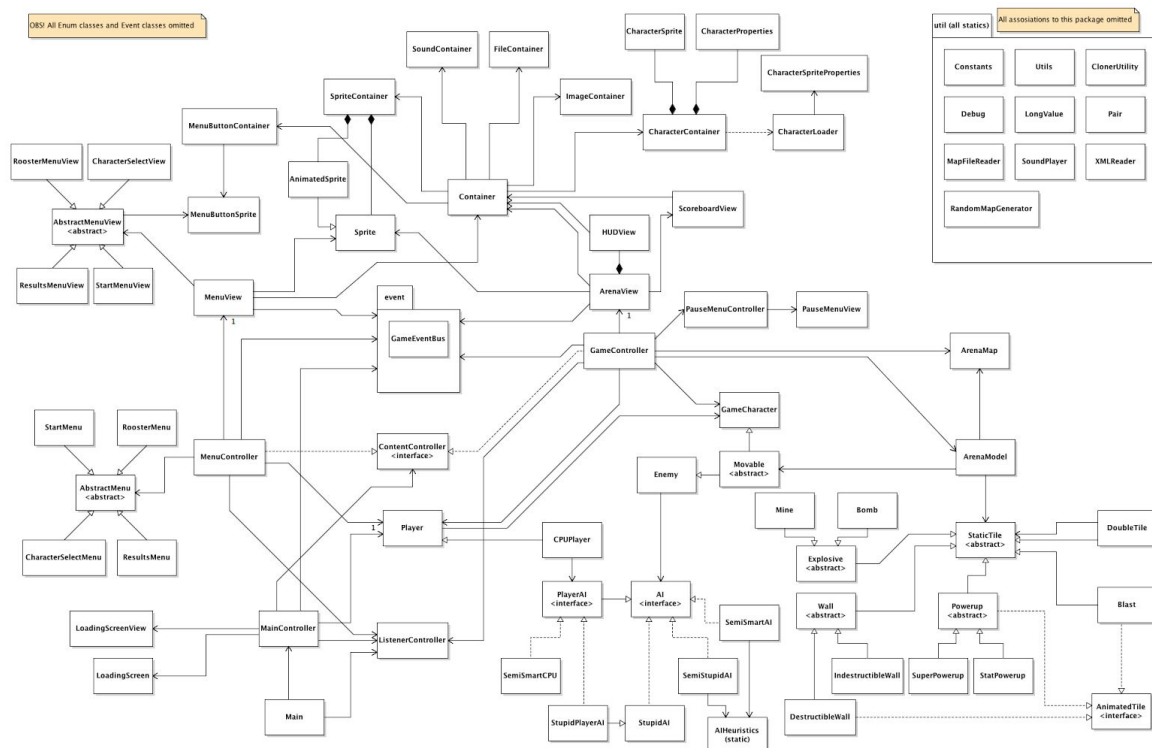 OBS! All Enum classes and Event classes omitted
All assosiations to this package omitted
util (all statics)
Constants
Utils
ClonerUtility
Debug
LongValue
Pair
MapFileReader
SoundPlayer
XMLReader
RandomMapGenerator
SoundContainer
FileContainer
CharacterSprite
CharacterProperties
SpriteContainer
ImageContainer
CharacterSpriteProperties
MenuButtonContainer
CharacterContainer
CharacterLoader
RoosterMenuView
CharacterSelectView
AnimatedSprite
Container
AbstractMenuView
<abstract>
MenuButtonSprite
Sprite
HUDView
ScoreboardView
ResultsMenuView
StartMenuView
MenuView
ArenaView
1
1
event
GameEventBus
PauseMenuController
PauseMenuView
GameController
ArenaMap
GameCharacter
StartMenu
RoosterMenu
MenuController
ContentController
<interface>
Enemy
Movable
<abstract>
ArenaModel
AbstractMenu
<abstract>
CharacterSelectMenu
ResultsMenu
1
Player
CPUPlayer
Mine
Bomb
StaticTile
<abstract>
DoubleTile
Explosive
<abstract>
PlayerAI
<interface>
AI
<interface>
Wall
<abstract>
Powerup
<abstract>
Blast
LoadingScreenView
MainController
ListenerController
SemiSmartAI
LoadingScreen
SemiSmartCPU
SemiStupidAI
IndestructibleWall
SuperPowerup
StatPowerup
Main
StupidPlayerAI
StupidAI
AIHeuristics
(static)
DestructibleWall
AnimatedTile
<interface>